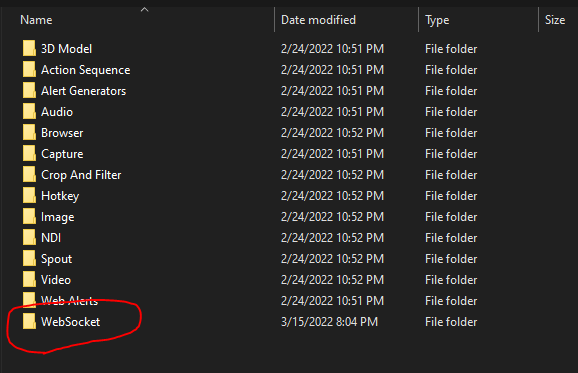 Name Date modified Type Size
3D Model 2/24/2022 10:51 PM File folder
Action Sequence 2/24/2022 10:51 PM File folder
Alert Generators 2/24/2022 10:51 PM File folder
Audio 2/24/2022 10:51 PM File folder
Browser 2/24/2022 10:52 PM File folder
Capture 2/24/2022 10:51 PM File folder
Crop And Filter 2/24/2022 10:52 PM File folder
Hotkey 2/24/2022 10:52 PM File folder
Image 2/24/2022 10:52 PM File folder
NDI 2/24/2022 10:52 PM File folder
Spout 2/24/2022 10:52 PM File folder
Video 2/24/2022 10:52 PM File folder
Web Alerts 2/24/2022 10:51 PM File folder
WebSocket 3/15/2022 8:04 PM File folder